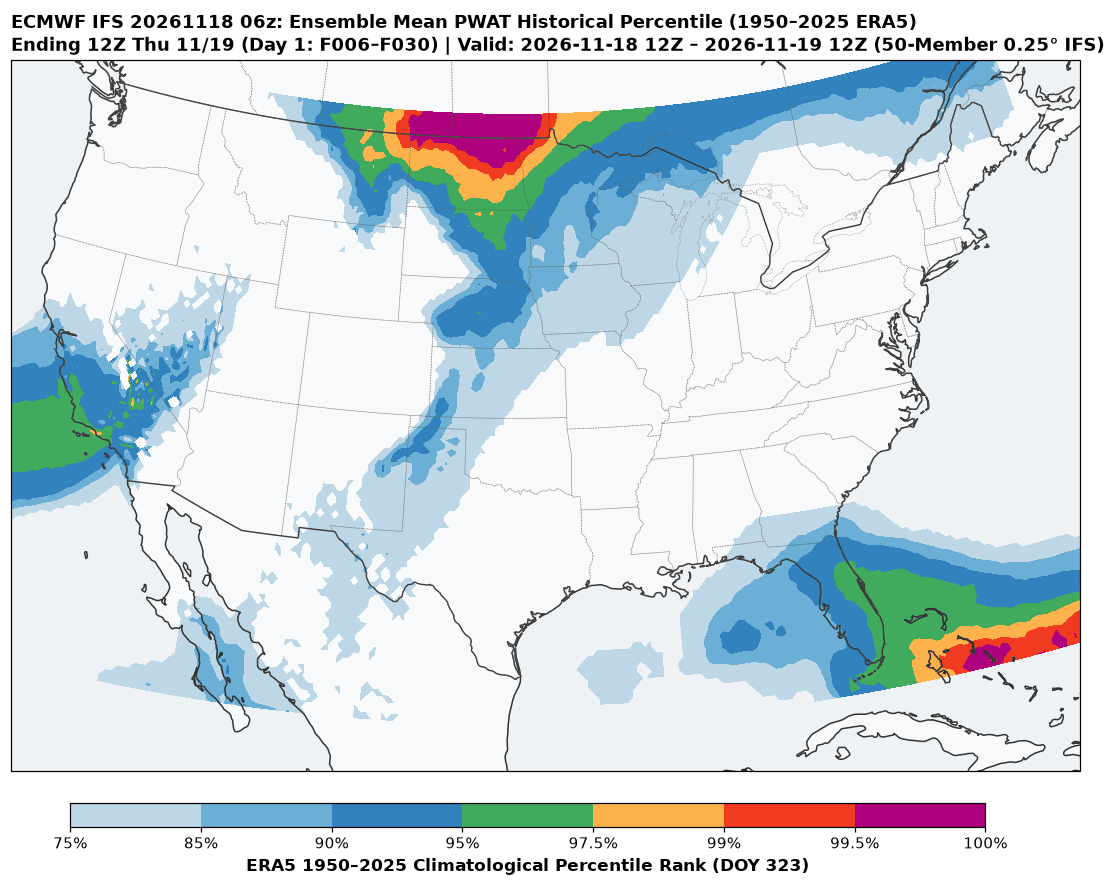 ECMWF IFS 20261118 06z: Ensemble Mean PWAT Historical Percentile (1950–2025 ERA5)
Ending 12Z Thu 11/19 (Day 1: F006–F030) | Valid: 2026-11-18 12Z – 2026-11-19 12Z (50-Member 0.25° IFS)
75% 85% 90% 95% 97.5% 99% 99.5% 100%
ERA5 1950–2025 Climatological Percentile Rank (DOY 323)